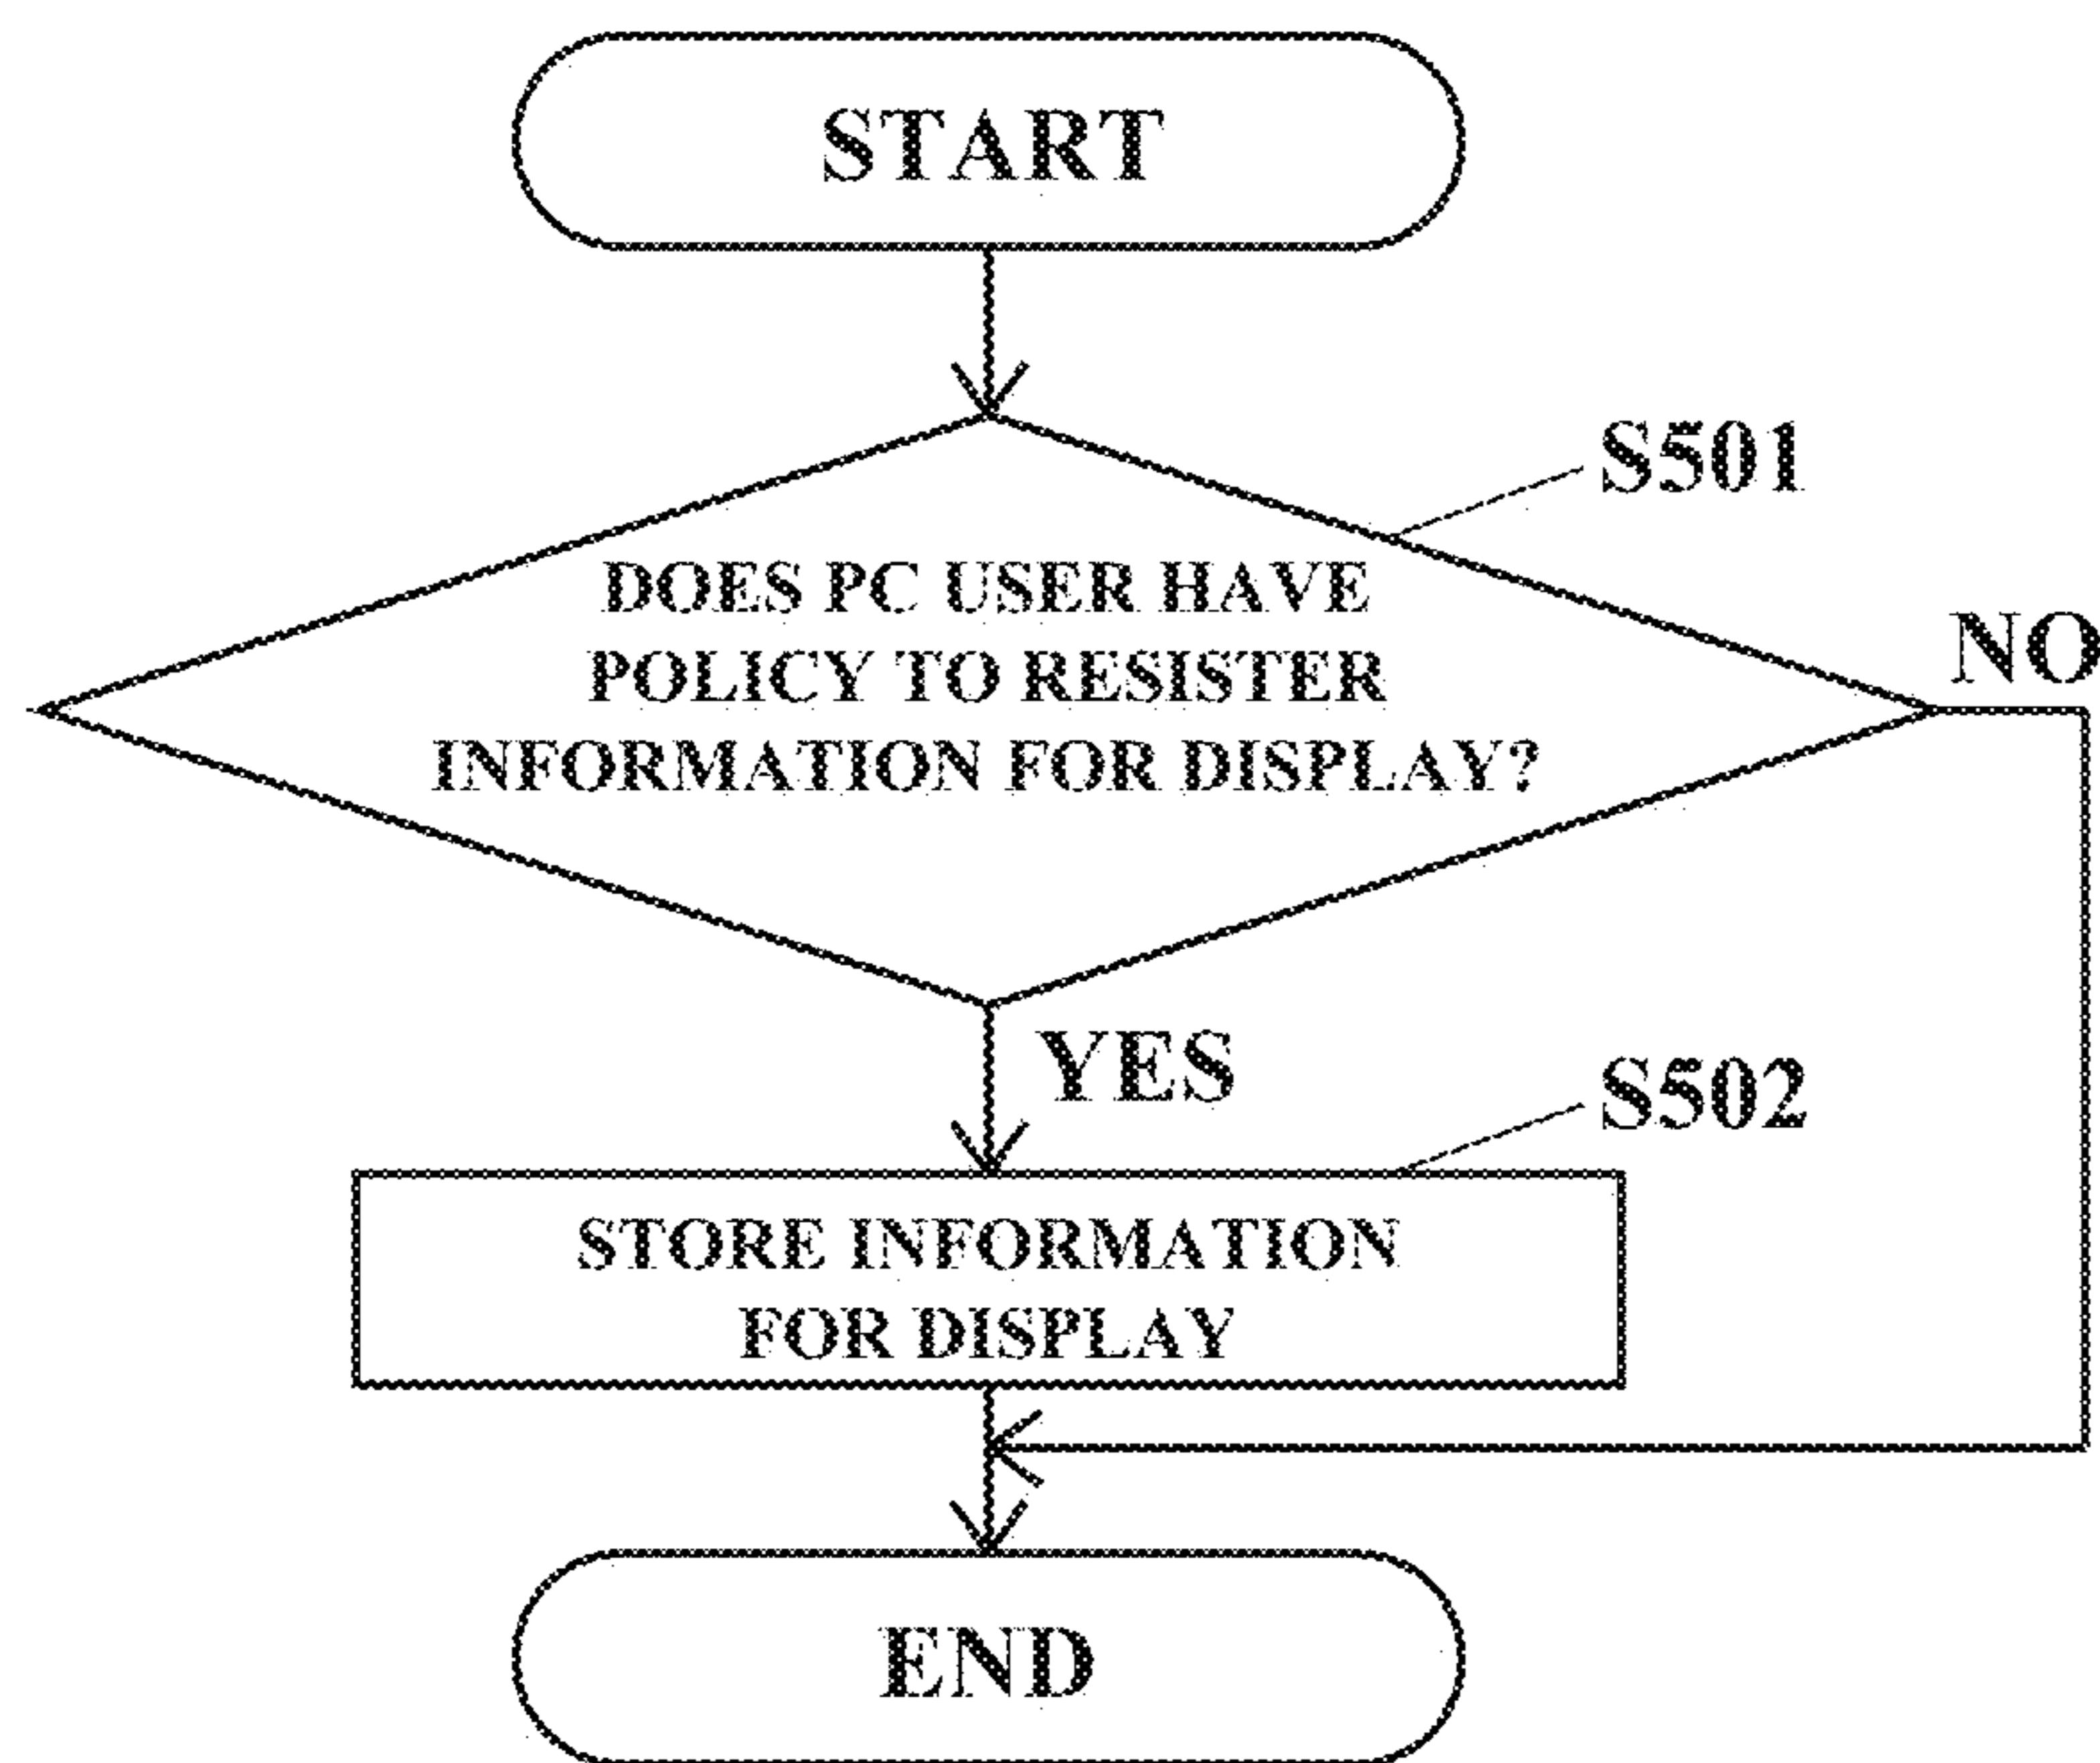 START
S501
DOES PC USER HAVE
POLICY TO RESISTER
INFORMATION FOR DISPLAY?
NO
YES
S502
STORE INFORMATION
FOR DISPLAY
END